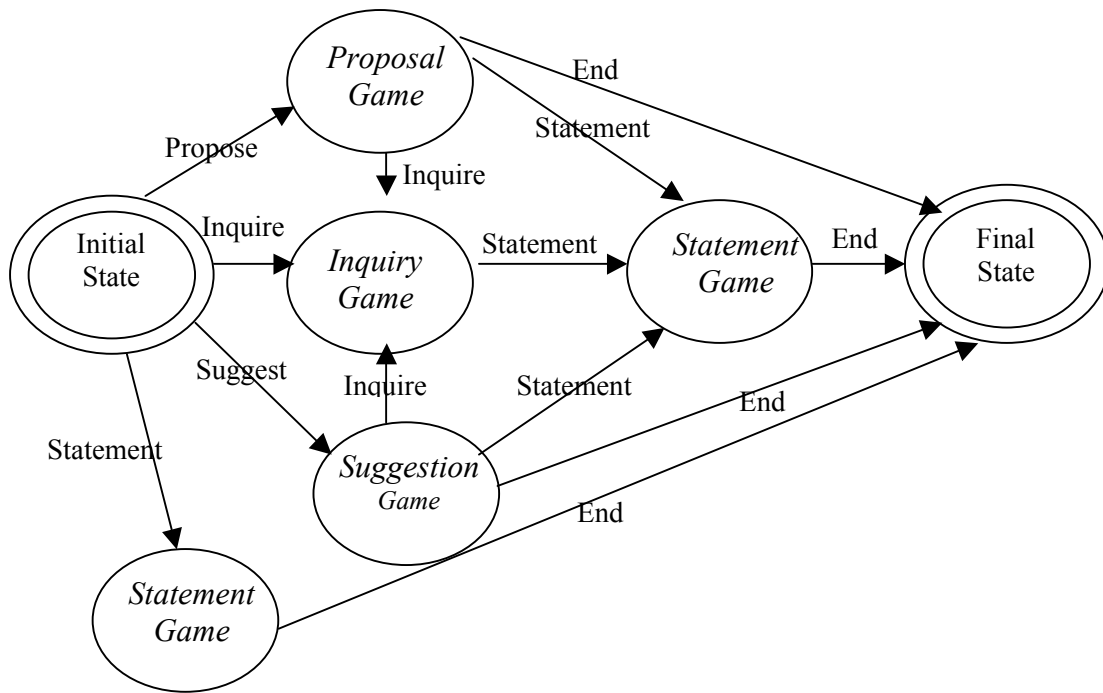 Proposal
Game
End
Statement
Propose
Inquire
Inquire
Initial
State
Inquiry
Game
Statement
Statement
Game
End
Final
State
Suggest
Inquire
Statement
End
Statement
Suggestion
Game
End
Statement
Game